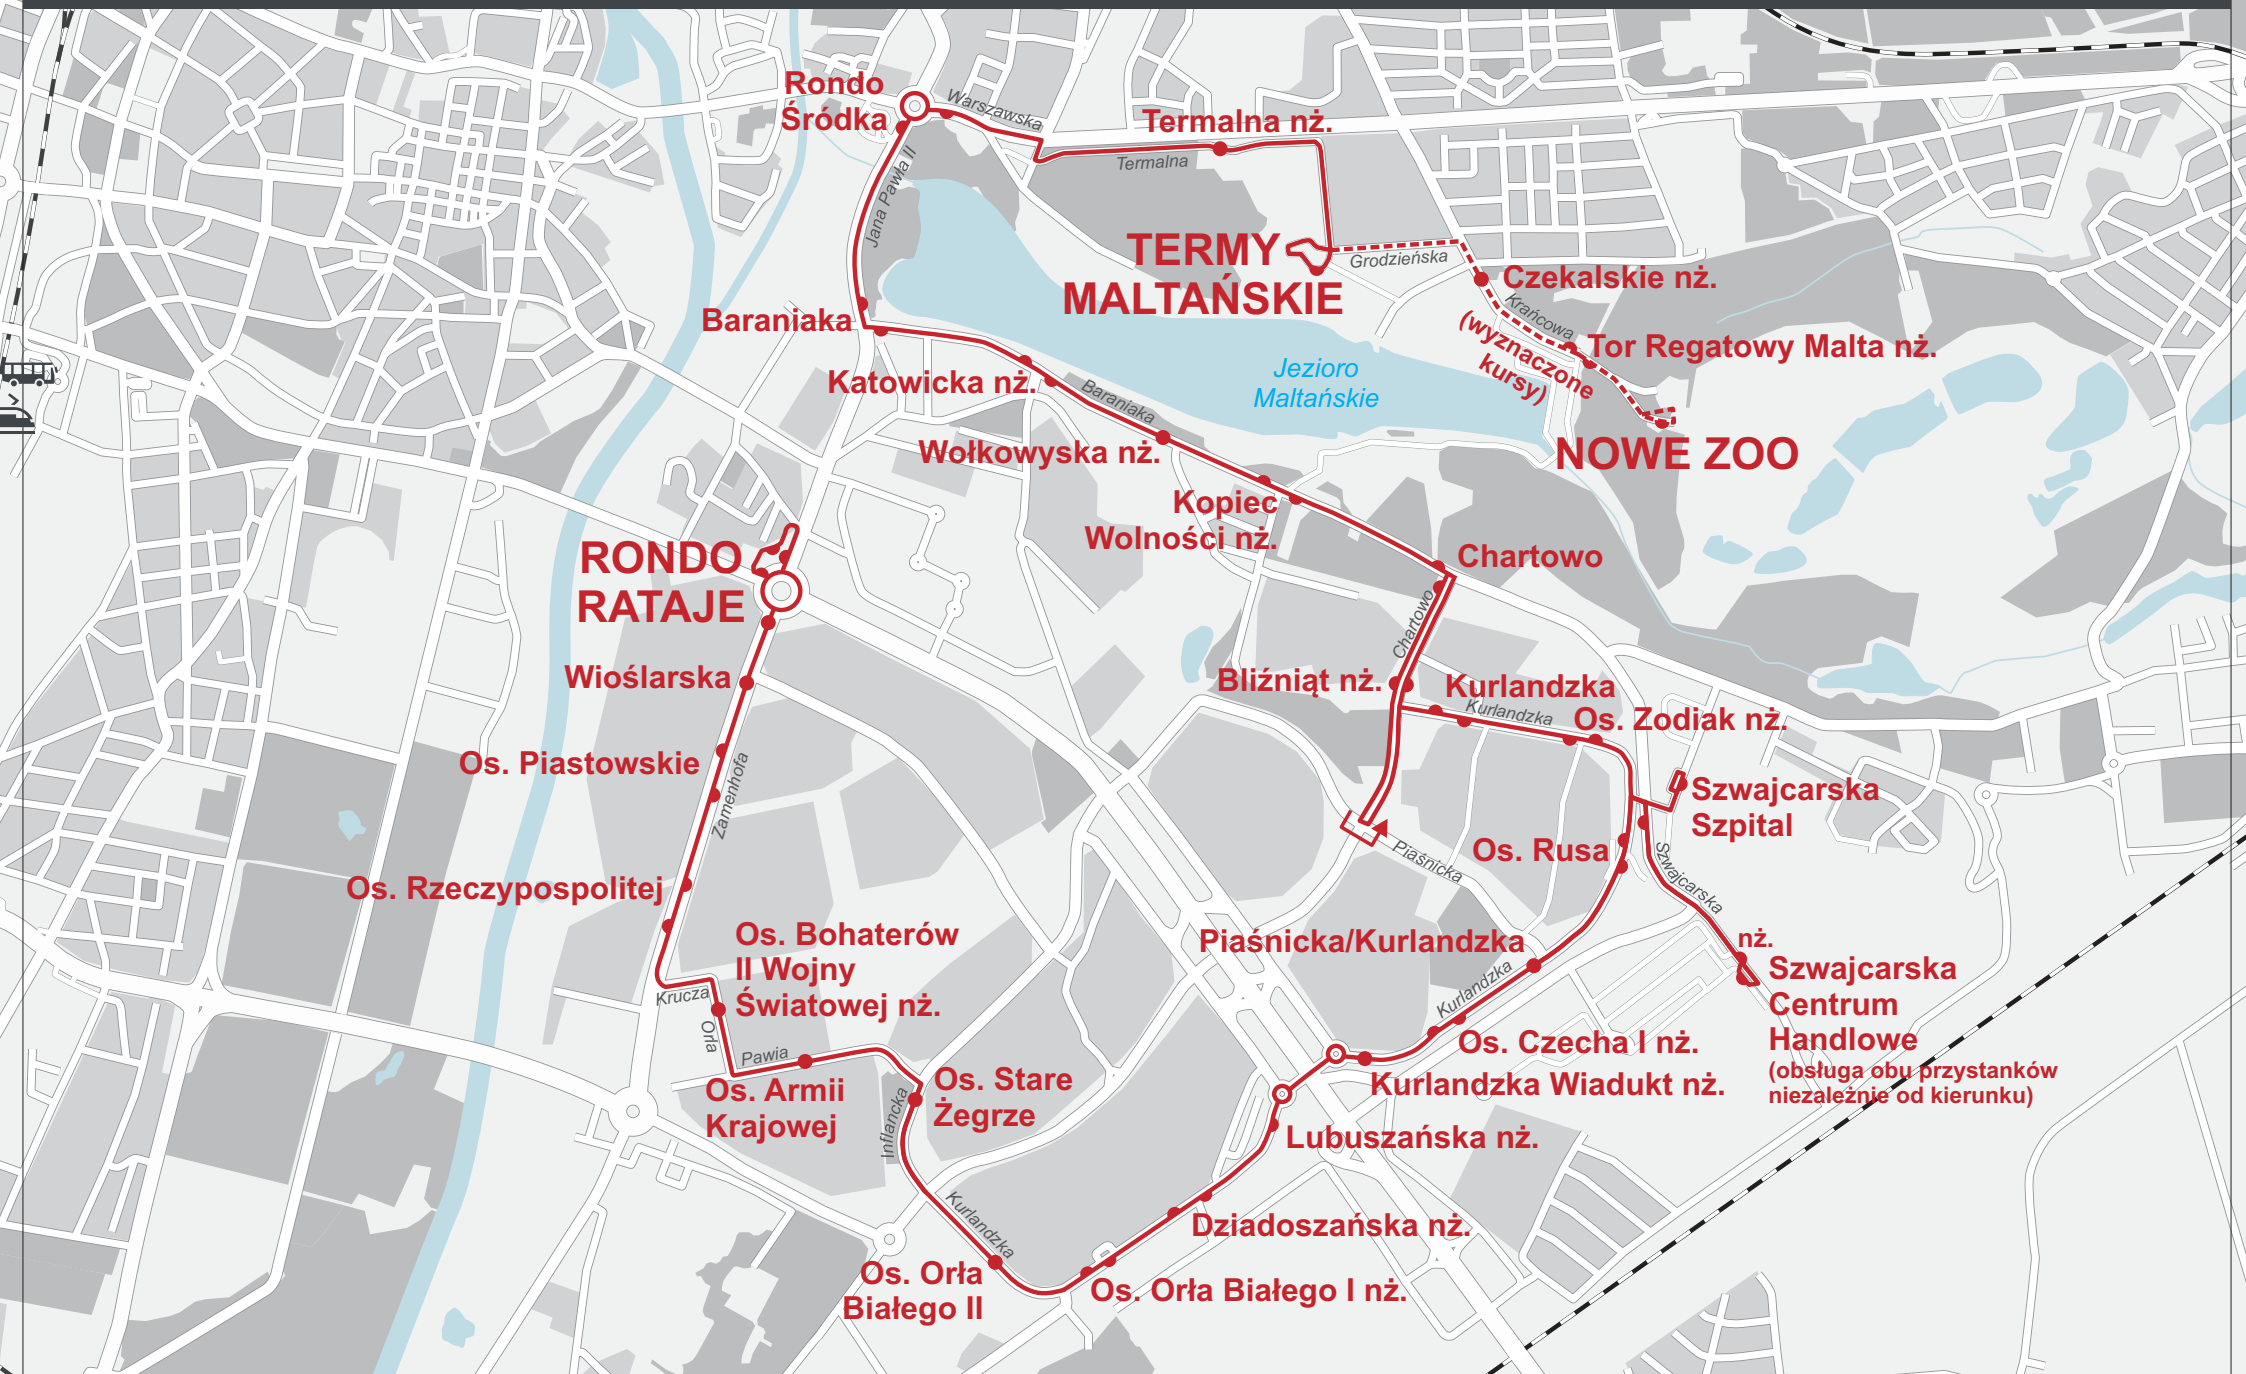 Rondo
Śródka
Warszawska
Termalna nż.
Termalna
Jana Pawła II
TERMY
MALTAŃSKIE
Grodzieńska
Czekalskie nż.
Krańcowa
(wyznaczone
kursy)
Tor Regatowy Malta nż.
NOWE ZOO
Baraniaka
Jezioro
Maltańskie
Katowicka nż.
Baraniaka
Wołkowyska nż.
Kopiec
Wolności nż.
Chartowo
Chartowo
RONDO
RATAJE
Wioślarska
Bliźniąt nż.
Kurlandzka
Kurlandzka
Os. Zodiak nż.
Os. Piastowskie
Zamenhofa
Szwajcarska
Szpital
Piaśnicka
Os. Rusa
Szwajcarska
Os. Rzeczypospolitej
Os. Bohaterów
II Wojny
Światowej nż.
Piaśnicka/Kurlandzka
nż.
Szwajcarska
Centrum
Handlowe
(obsługa obu przystanków
niezależnie od kierunku)
Krucza
Orla
Pawia
Kurlandzka
Os. Czecha I nż.
Kurlandzka Wiadukt nż.
Os. Armii
Krajowej
Os. Stare
Żegrze
Inflancka
Lubuszańska nż.
Kurlandzka
Dziadoszańska nż.
Os. Orła
Białego II
Os. Orła Białego I nż.